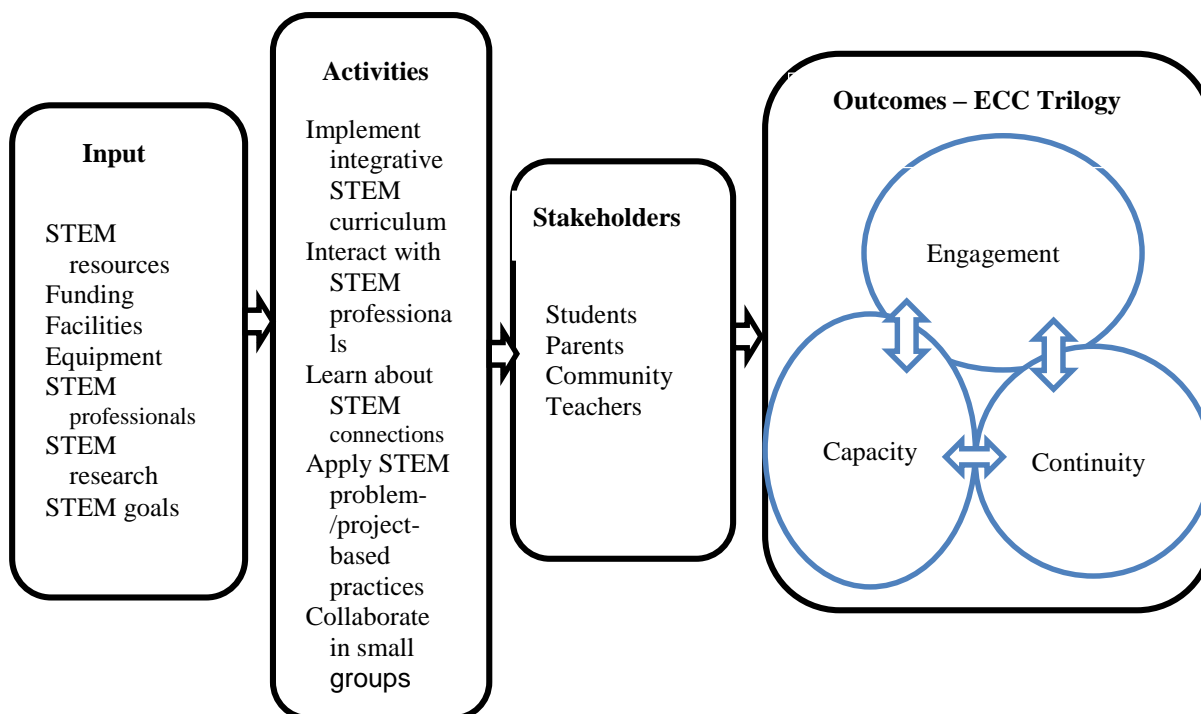 Input
STEM
resources
Funding
Facilities
Equipment
STEM
professionals
STEM
research
STEM goals
Activities
Implement
integrative
STEM
curriculum
Interact with
STEM
professiona
ls
Learn about
STEM
connections
Apply STEM
problem-
/project-
based
practices
Collaborate
in small
groups
Stakeholders
Students
Parents
Community
Teachers
Outcomes – ECC Trilogy
Engagement
Capacity
Continuity